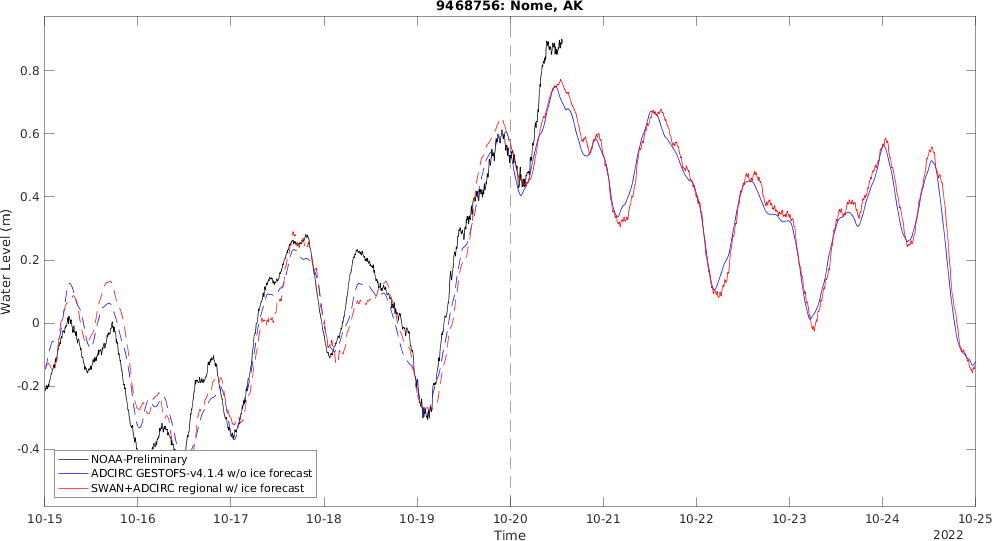 9468756: Nome, AK
Water Level (m)
0.8
0.6
0.4
0.2
0
-0.2
-0.4
NOAA-Preliminary
ADCIRC GESTOFS-v4.1.4 w/o ice forecast
SWAN+ADCIRC regional w/ ice forecast
10-15 10-16 10-17 10-18 10-19 10-20 10-21 10-22 10-23 10-24 10-25
Time
2022